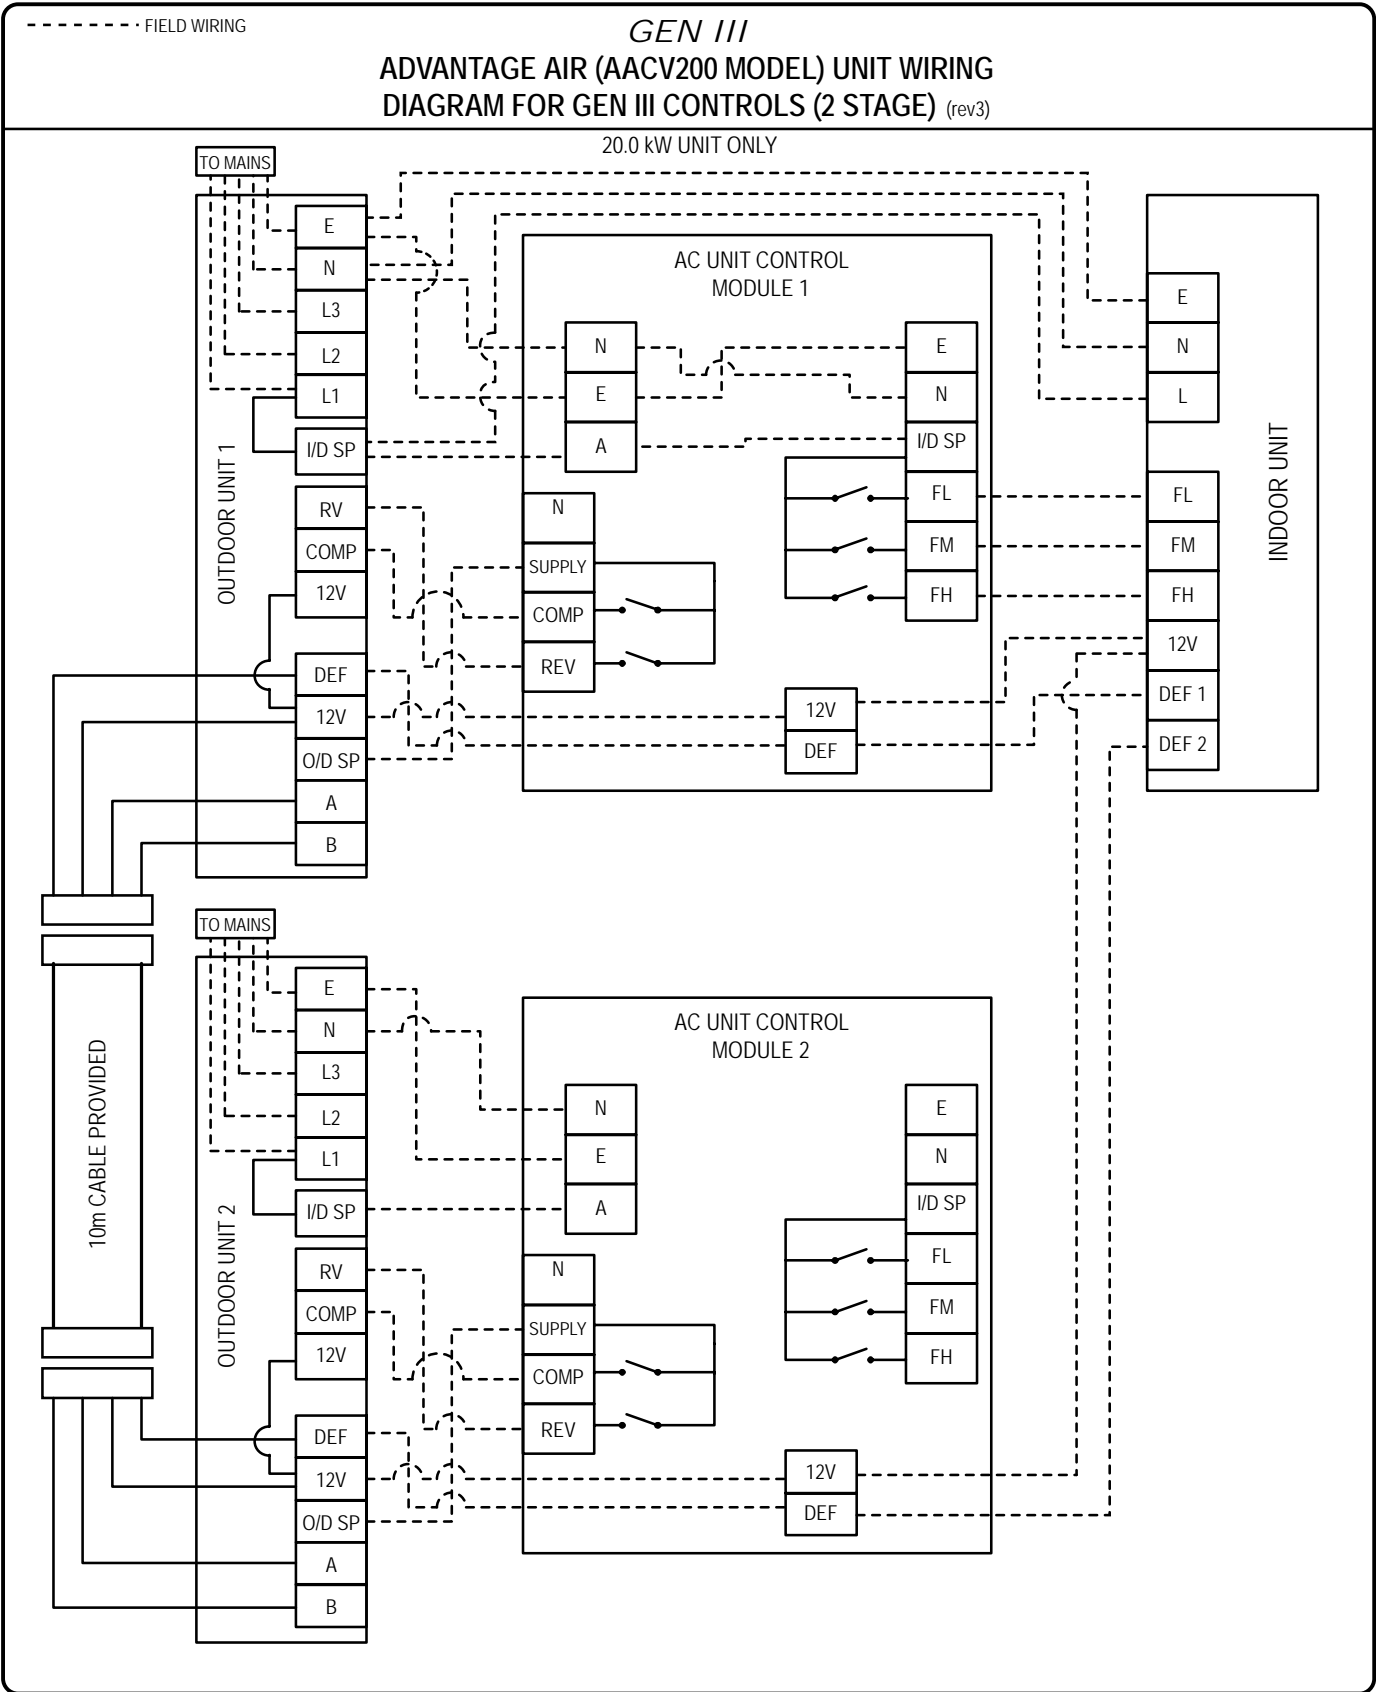 FIELD WIRING
GEN III
ADVANTAGE AIR (AACV200 MODEL) UNIT WIRING
DIAGRAM FOR GEN III CONTROLS (2 STAGE) (rev3)
20.0 kW UNIT ONLY
TO MAINS
OUTDOOR UNIT 1
E
N
L3
L2
L1
I/D SP
RV
COMP
12V
DEF
12V
O/D SP
A
B
AC UNIT CONTROL
MODULE 1
N
E
A
N
SUPPLY
COMP
REV
E
N
I/D SP
FL
FM
FH
12V
DEF
INDOOR UNIT
E
N
L
FL
FM
FH
12V
DEF 1
DEF 2
10m CABLE PROVIDED
TO MAINS
OUTDOOR UNIT 2
E
N
L3
L2
L1
I/D SP
RV
COMP
12V
DEF
12V
O/D SP
A
B
AC UNIT CONTROL
MODULE 2
N
E
A
N
SUPPLY
COMP
REV
E
N
I/D SP
FL
FM
FH
12V
DEF